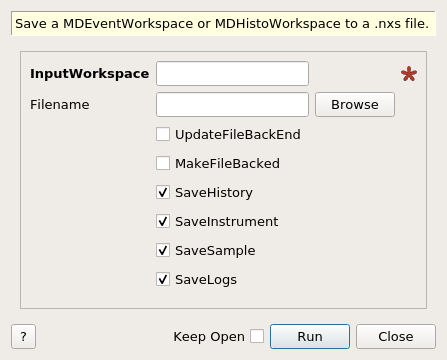 Save a MDEventWorkspace or MDHistoWorkspace to a .nxs file.
InputWorkspace
Filename Browse
UpdateFileBackEnd
MakeFileBacked
SaveHistory
SaveInstrument
SaveSample
SaveLogs
? Keep Open Run Close